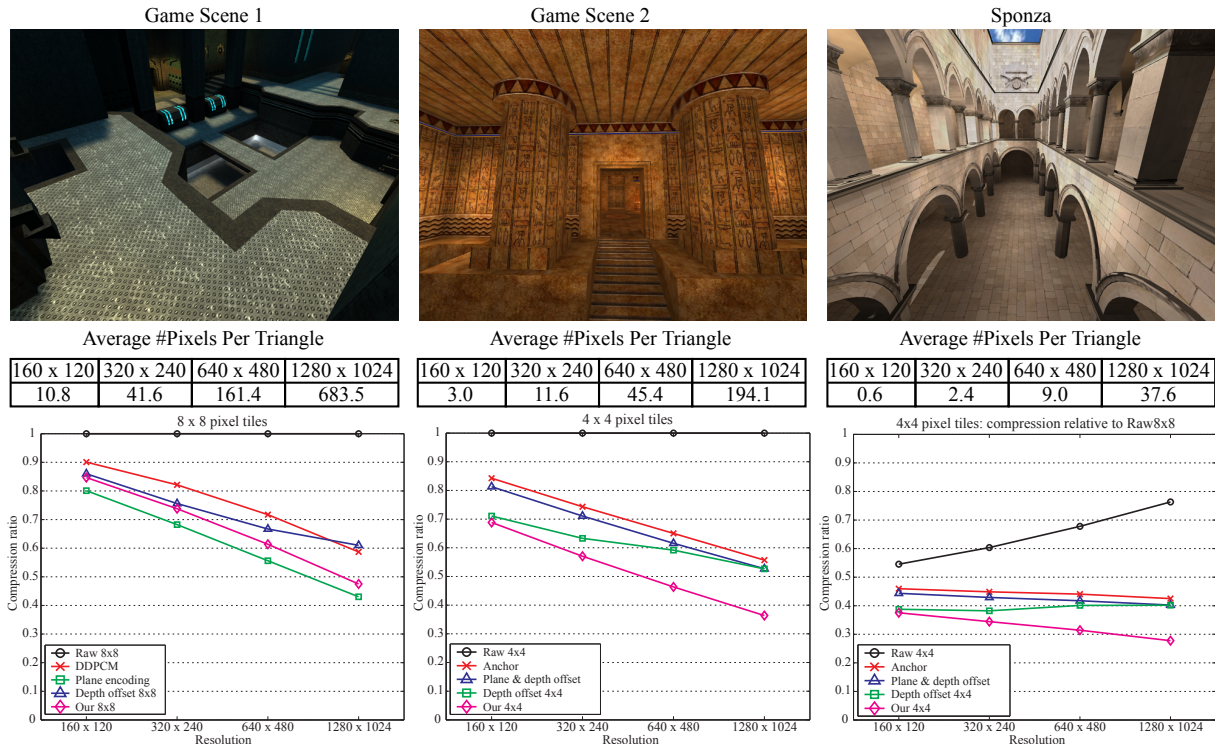 Game Scene 1
Game Scene 2
Sponza
Average #Pixels Per Triangle
160 x 120 320 x 240 640 x 480 1280 x 1024
10.8 41.6 161.4 683.5
Average #Pixels Per Triangle
160 x 120 320 x 240 640 x 480 1280 x 1024
3.0 11.6 45.4 194.1
Average #Pixels Per Triangle
160 x 120 320 x 240 640 x 480 1280 x 1024
0.6 2.4 9.0 37.6
8 x 8 pixel tiles
Compression ratio
1
0.9
0.8
0.7
0.6
0.5
0.4
0.3
0.2
0.1
0
Raw 8x8
DDPCM
Plane encoding
Depth offset 8x8
Our 8x8
160 x 120 320 x 240 640 x 480 1280 x 1024
Resolution
4 x 4 pixel tiles
Compression ratio
1
0.9
0.8
0.7
0.6
0.5
0.4
0.3
0.2
0.1
0
Raw 4x4
Anchor
Plane & depth offset
Depth offset 4x4
Our 4x4
160 x 120 320 x 240 640 x 480 1280 x 1024
Resolution
4x4 pixel tiles: compression relative to Raw8x8
Compression ratio
1
0.9
0.8
0.7
0.6
0.5
0.4
0.3
0.2
0.1
0
Raw 4x4
Anchor
Plane & depth offset
Depth offset 4x4
Our 4x4
160 x 120 320 x 240 640 x 480 1280 x 1024
Resolution